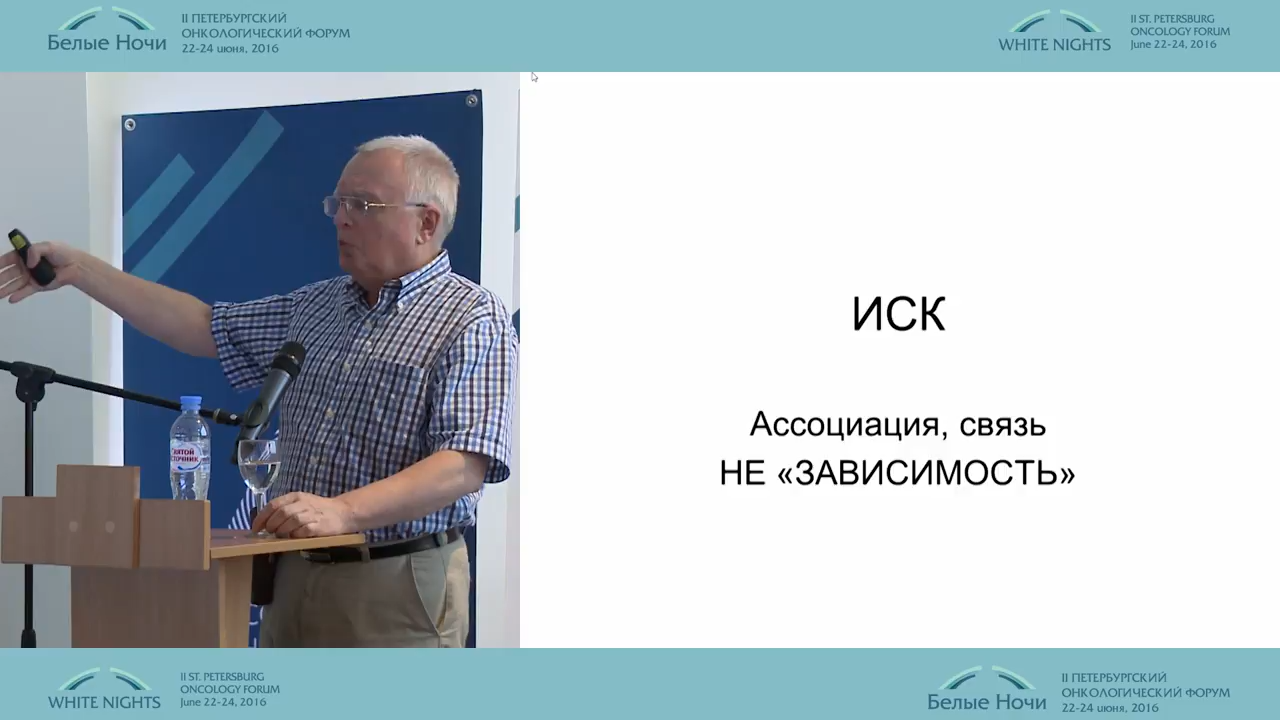 Белые Ночи
II ПЕТЕРБУРГСКИЙ
ОНКОЛОГИЧЕСКИЙ ФОРУМ
22-24 июня, 2016
WHITE NIGHTS
II ST. PETERSBURG
ONCOLOGY FORUM
June 22-24, 2016
ИСК
Ассоциация, связь
НЕ «ЗАВИСИМОСТЬ»
WHITE NIGHTS
II ST. PETERSBURG
ONCOLOGY FORUM
June 22-24, 2016
Белые Ночи
II ПЕТЕРБУРГСКИЙ
ОНКОЛОГИЧЕСКИЙ ФОРУМ
22-24 июня, 2016